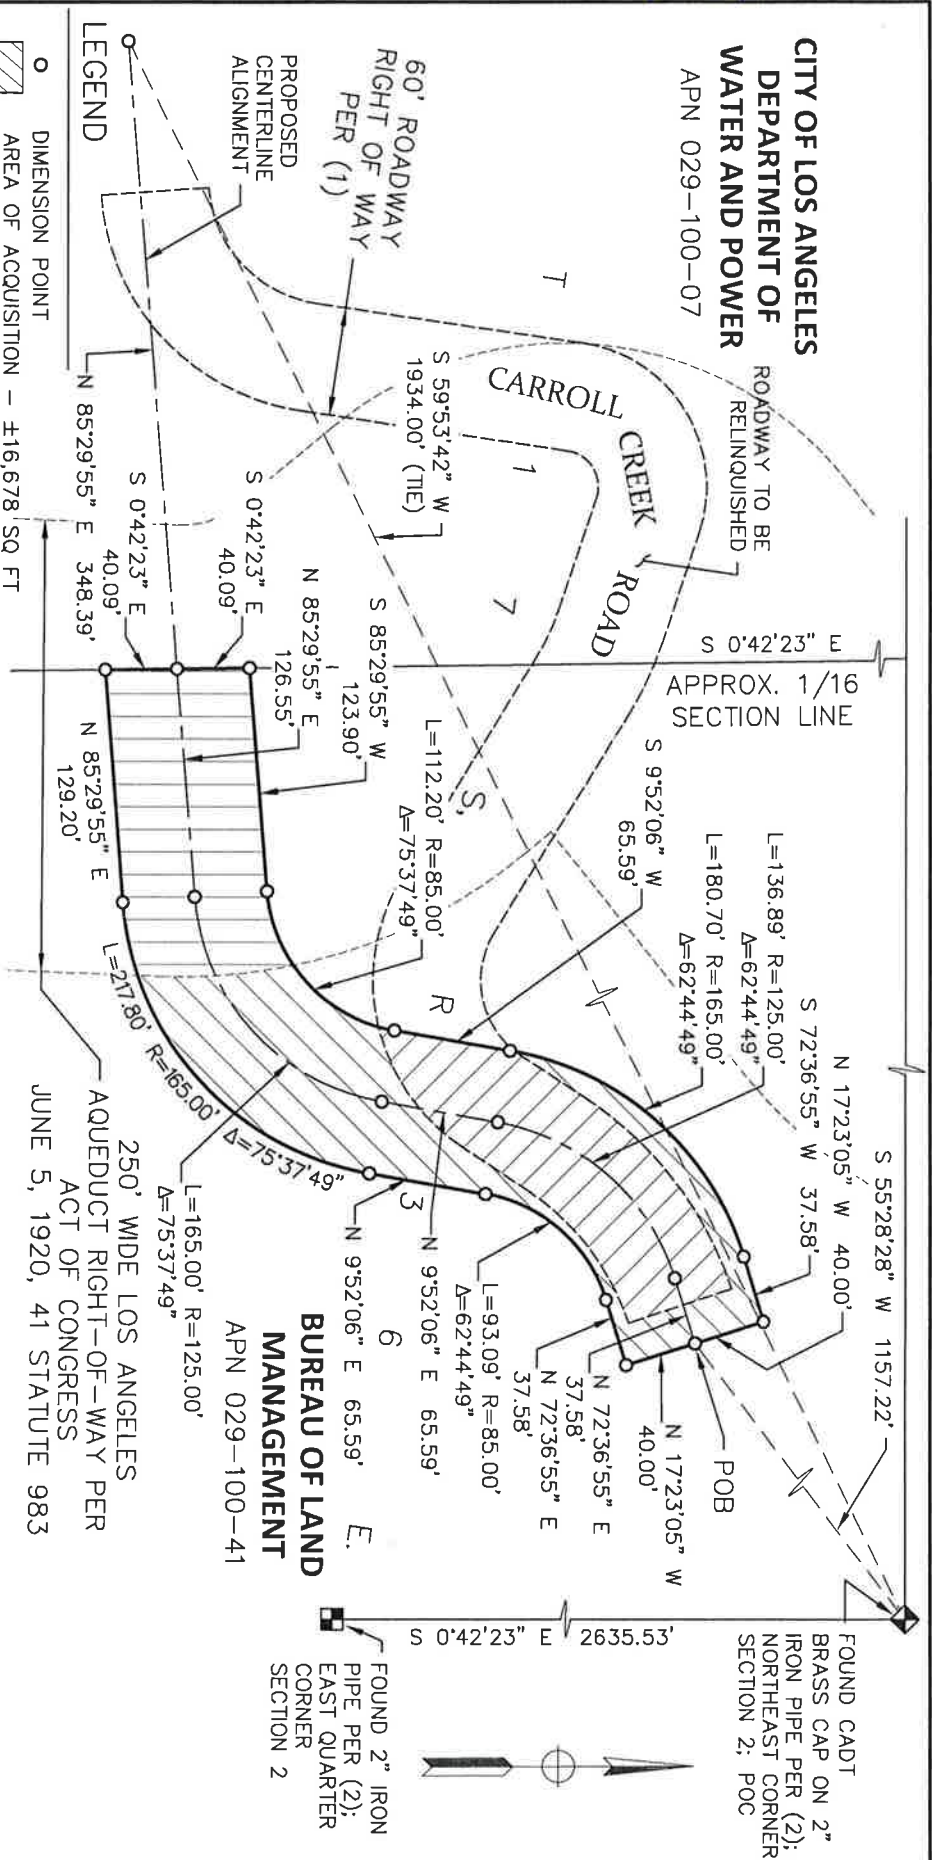 CITY OF LOS ANGELES
DEPARTMENT OF
WATER AND POWER
APN 029-100-07
ROADWAY TO BE
RELINQUISHED
CARROLL
CREEK
ROAD
60' ROADWAY
RIGHT OF WAY
PER (1)
PROPOSED
CENTERLINE
ALIGNMENT
T
1
7
S,
R
3
6
E.
S 59°53'42" W
1934.00' (TIE)
S 0°42'23" E
APPROX. 1/16
SECTION LINE
S 55°28'28" W 1157.22'
N 17°23'05" W 40.00'
S 72°36'55" W 37.58'
L=136.89' R=125.00'
Δ=62°44'49"
L=180.70' R=165.00'
Δ=62°44'49"
S 9°52'06" W
65.59'
L=112.20' R=85.00'
Δ=75°37'49"
S 85°29'55" W
123.90'
N 85°29'55" E
126.55'
S 0°42'23" E
40.09'
S 0°42'23" E
40.09'
N 85°29'55" E 348.39'
N 85°29'55" E
129.20'
L=217.80' R=165.00' Δ=75°37'49"
L=165.00' R=125.00'
Δ=75°37'49"
N 9°52'06" E 65.59'
N 9°52'06" E 65.59'
L=93.09' R=85.00'
Δ=62°44'49"
N 72°36'55" E
37.58'
N 72°36'55" E
37.58'
N 17°23'05" W
40.00'
POB
BUREAU OF LAND
MANAGEMENT
APN 029-100-41
250' WIDE LOS ANGELES
AQUEDUCT RIGHT-OF-WAY PER
ACT OF CONGRESS
JUNE 5, 1920, 41 STATUTE 983
FOUND CADT
BRASS CAP ON 2"
IRON PIPE PER (2);
NORTHEAST CORNER
SECTION 2; POC
S 0°42'23" E 2635.53'
FOUND 2" IRON
PIPE PER (2);
EAST QUARTER
CORNER
SECTION 2
LEGEND
DIMENSION POINT
AREA OF ACQUISITION - ±16,678 SQ FT